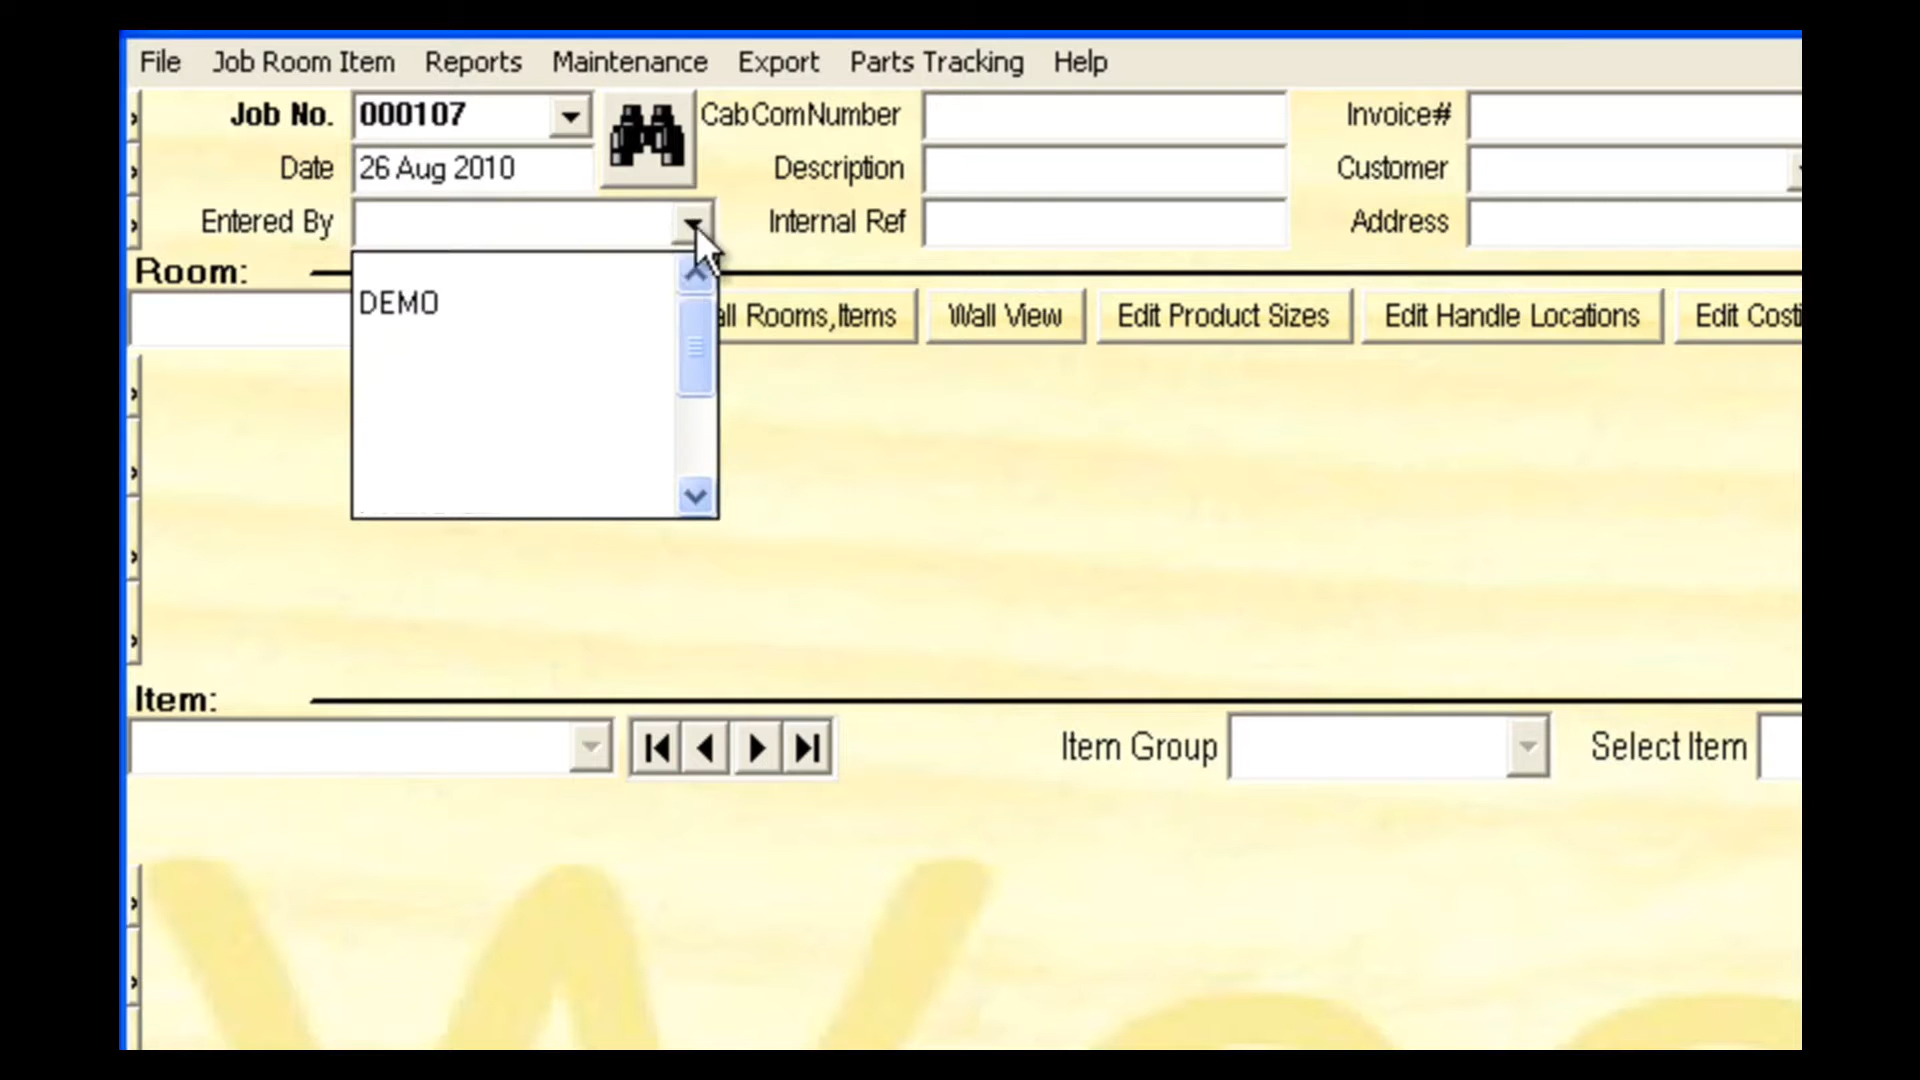 File Job Room Item Reports Maintenance Export Parts Tracking Help
Job No. 000107 CabComNumber Invoice#
Date 26 Aug 2010 Description Customer
Entered By Internal Ref Address
Room:
DEMO
all Rooms,Items Wall View Edit Product Sizes Edit Handle Locations Edit Costi
Item:
Item Group Select Item